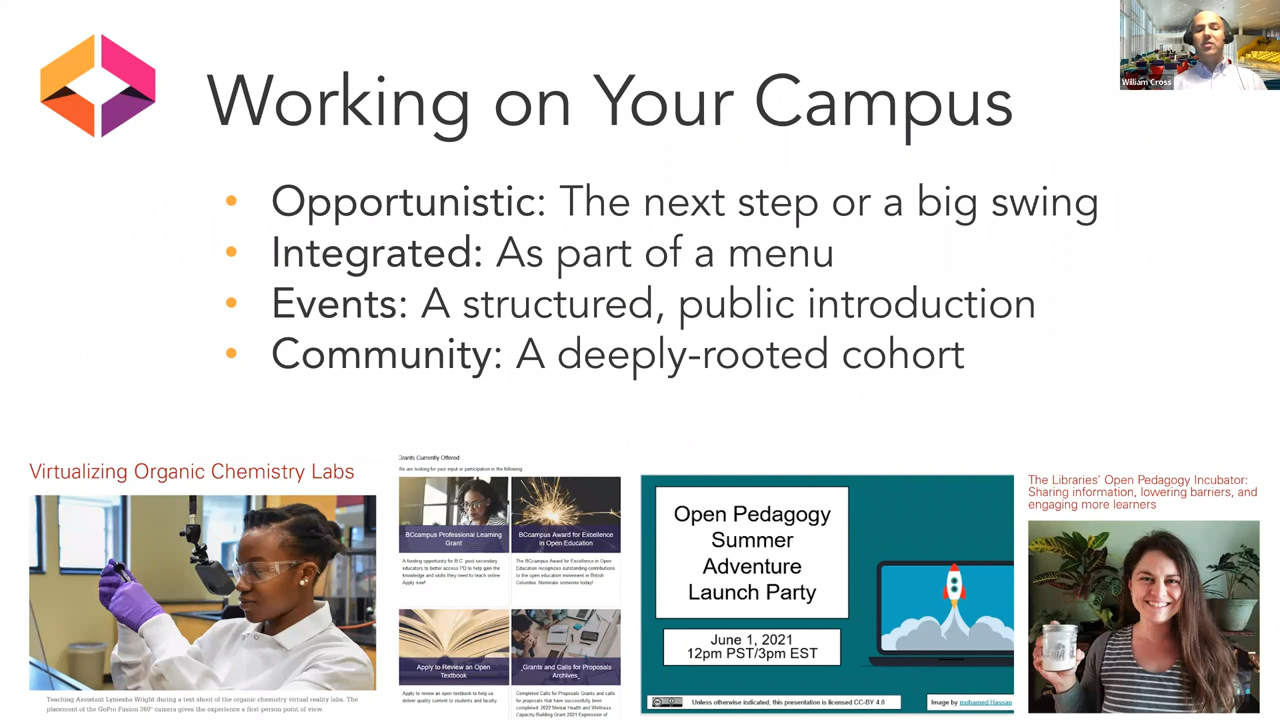 William Cross
Working on Your Campus
• Opportunistic: The next step or a big swing
• Integrated: As part of a menu
• Events: A structured, public introduction
• Community: A deeply-rooted cohort
Virtualizing Organic Chemistry Labs
Teaching Assistant Lyniesha Wright during a test shoot of the organic chemistry virtual reality labs. The
placement of the GoPro Fusion 360° camera gives the experience a first-person point of view.
Grants Currently Offered
We are looking for your input or participation in the following:
BCcampus Professional Learning
Grant
A funding opportunity for B.C. post-secondary
educators to better access PD to help gain the
knowledge and skills they need to teach online
Apply now!
BCcampus Award for Excellence
in Open Education
The BCcampus Award for Excellence in Open
Education recognizes outstanding contributions
to the open education movement in British
Columbia. Nominate someone today!
Apply to Review an Open
Textbook
Apply to review an open textbook to help us
deliver quality content to students and faculty.
Grants and Calls for Proposals
Archives
Completed Calls for Proposals Grants and calls
for proposals that have successfully been
completed. 2022 Mental Health and Wellness
Capacity-Building Grant 2021 Expression of
Open Pedagogy
Summer
Adventure
Launch Party
June 1, 2021
12pm PST/3pm EST
Unless otherwise indicated, this presentation is licensed CC-BY 4.0
Image by mohamed Hassan
The Libraries' Open Pedagogy Incubator:
Sharing information, lowering barriers, and
engaging more learners